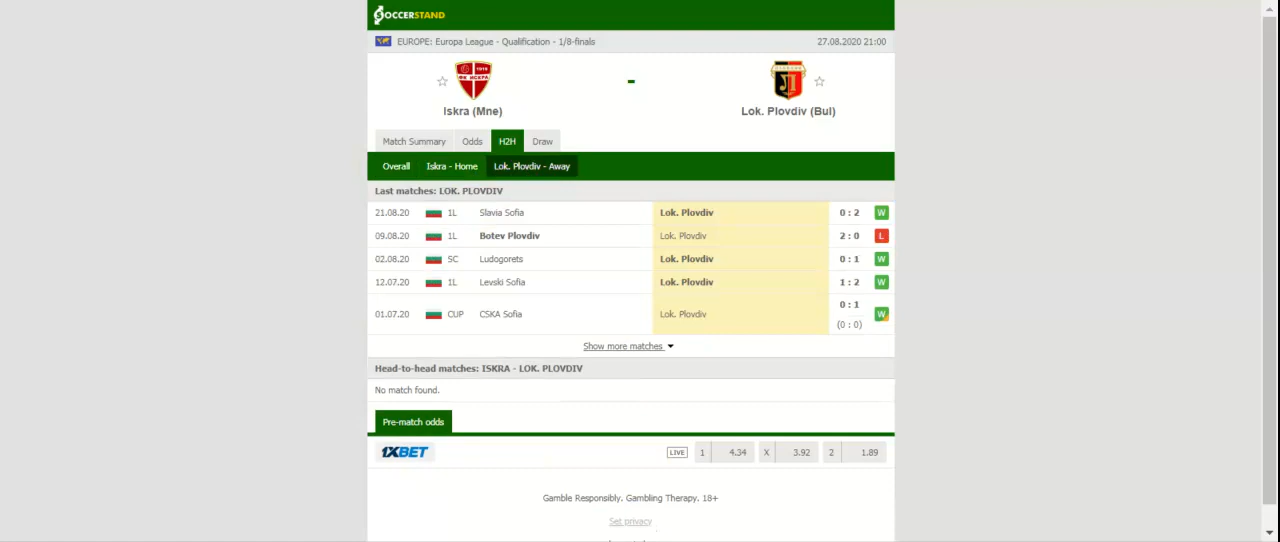 SOCCERSTAND
EUROPE: Europa League - Qualification - 1/8-finals 27.08.2020 21:00
-
Iskra (Mne) Lok. Plovdiv (Bul)
Match Summary Odds H2H Draw
Overall Iskra - Home Lok. Plovdiv - Away
Last matches: LOK. PLOVDIV
21.08.20 1L Slavia Sofia Lok. Plovdiv 0 : 2 W
09.08.20 1L Botev Plovdiv Lok. Plovdiv 2 : 0 L
02.08.20 SC Ludogorets Lok. Plovdiv 0 : 1 W
12.07.20 1L Levski Sofia Lok. Plovdiv 1 : 2 W
01.07.20 CUP CSKA Sofia Lok. Plovdiv 0 : 1 W
(0 : 0)
Show more matches
Head-to-head matches: ISKRA - LOK. PLOVDIV
No match found.
Pre-match odds
1XBET LIVE 1 4.34 X 3.92 2 1.89
Gamble Responsibly. Gambling Therapy. 18+
Set privacy